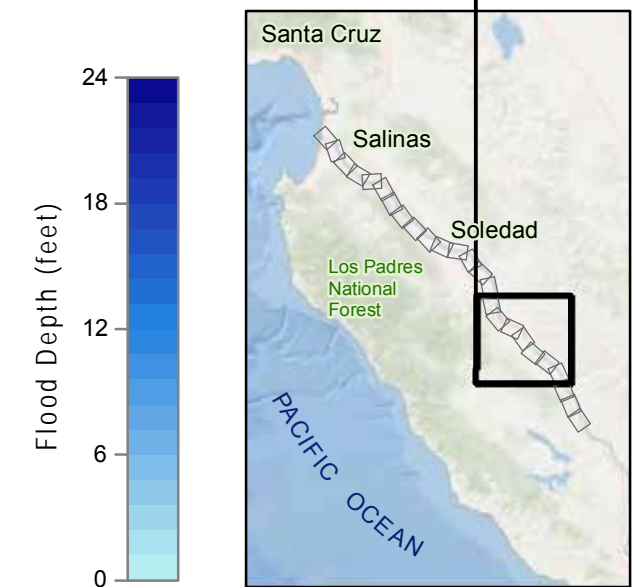 Flood Depth (feet)
24
18
12
6
0
Santa Cruz
Salinas
Soledad
Los Padres
National
Forest
PACIFIC OCEAN